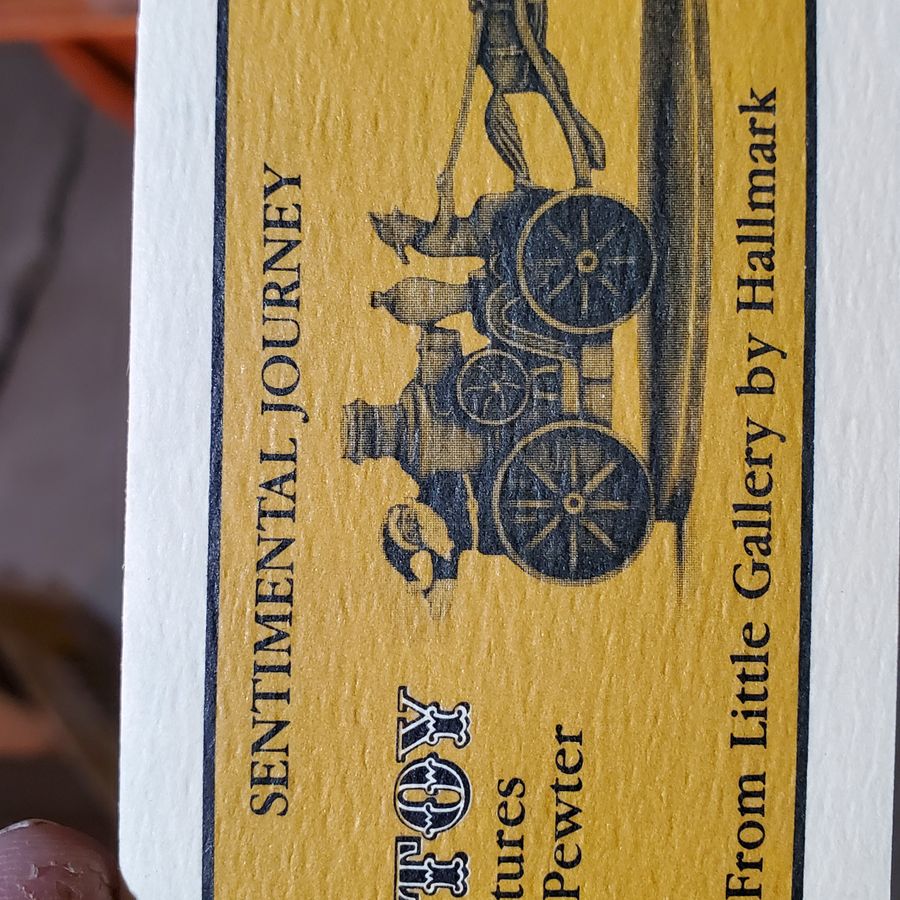 SENTIMENTAL JOURNEY
TOY
tures
Pewter
From Little Gallery by Hallmark